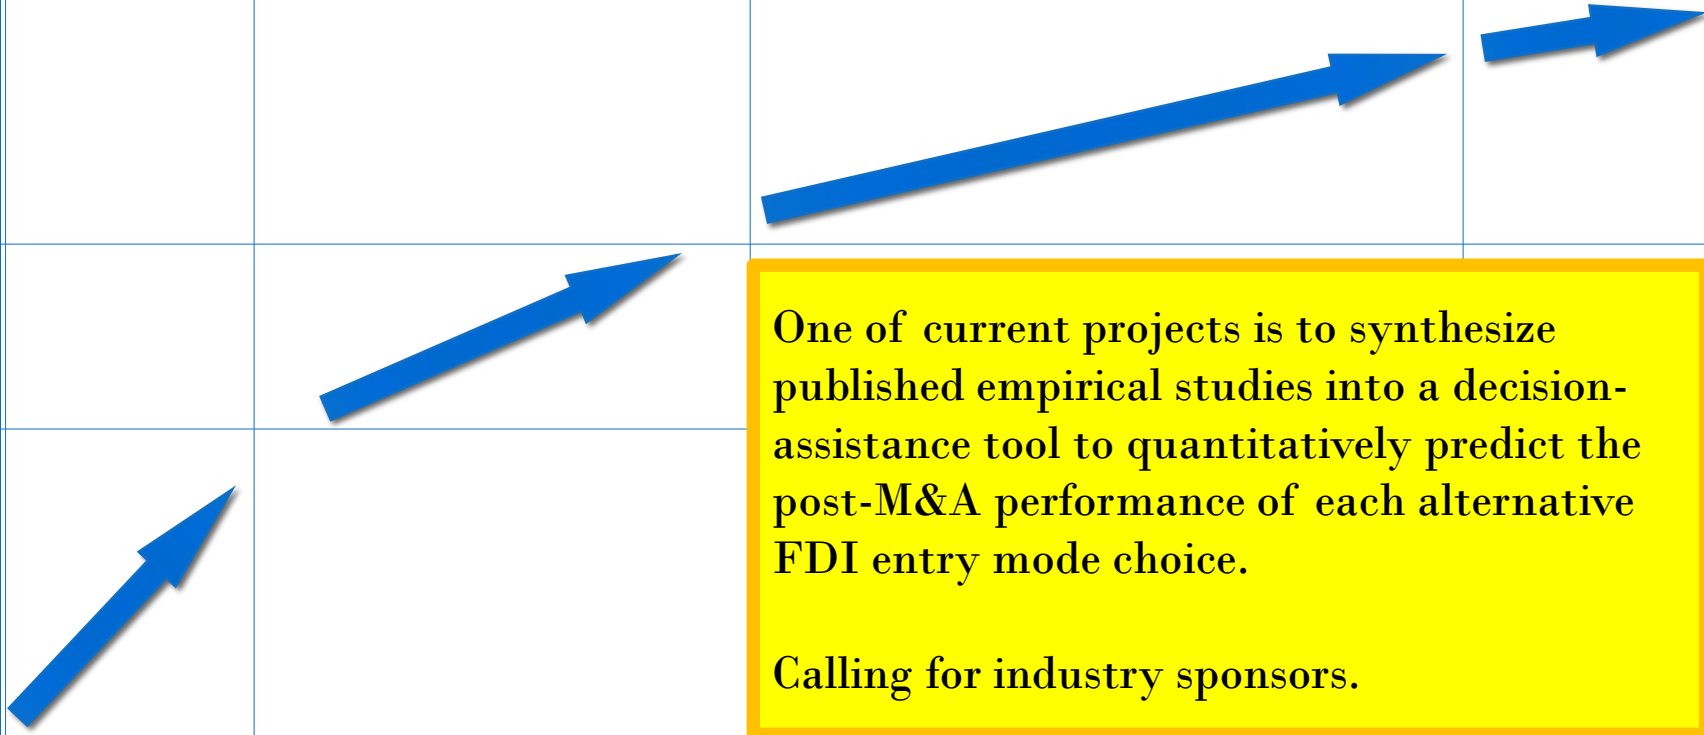 One of current projects is to synthesize
published empirical studies into a decision-
assistance tool to quantitatively predict the
post-M&A performance of each alternative
FDI entry mode choice.
Calling for industry sponsors.